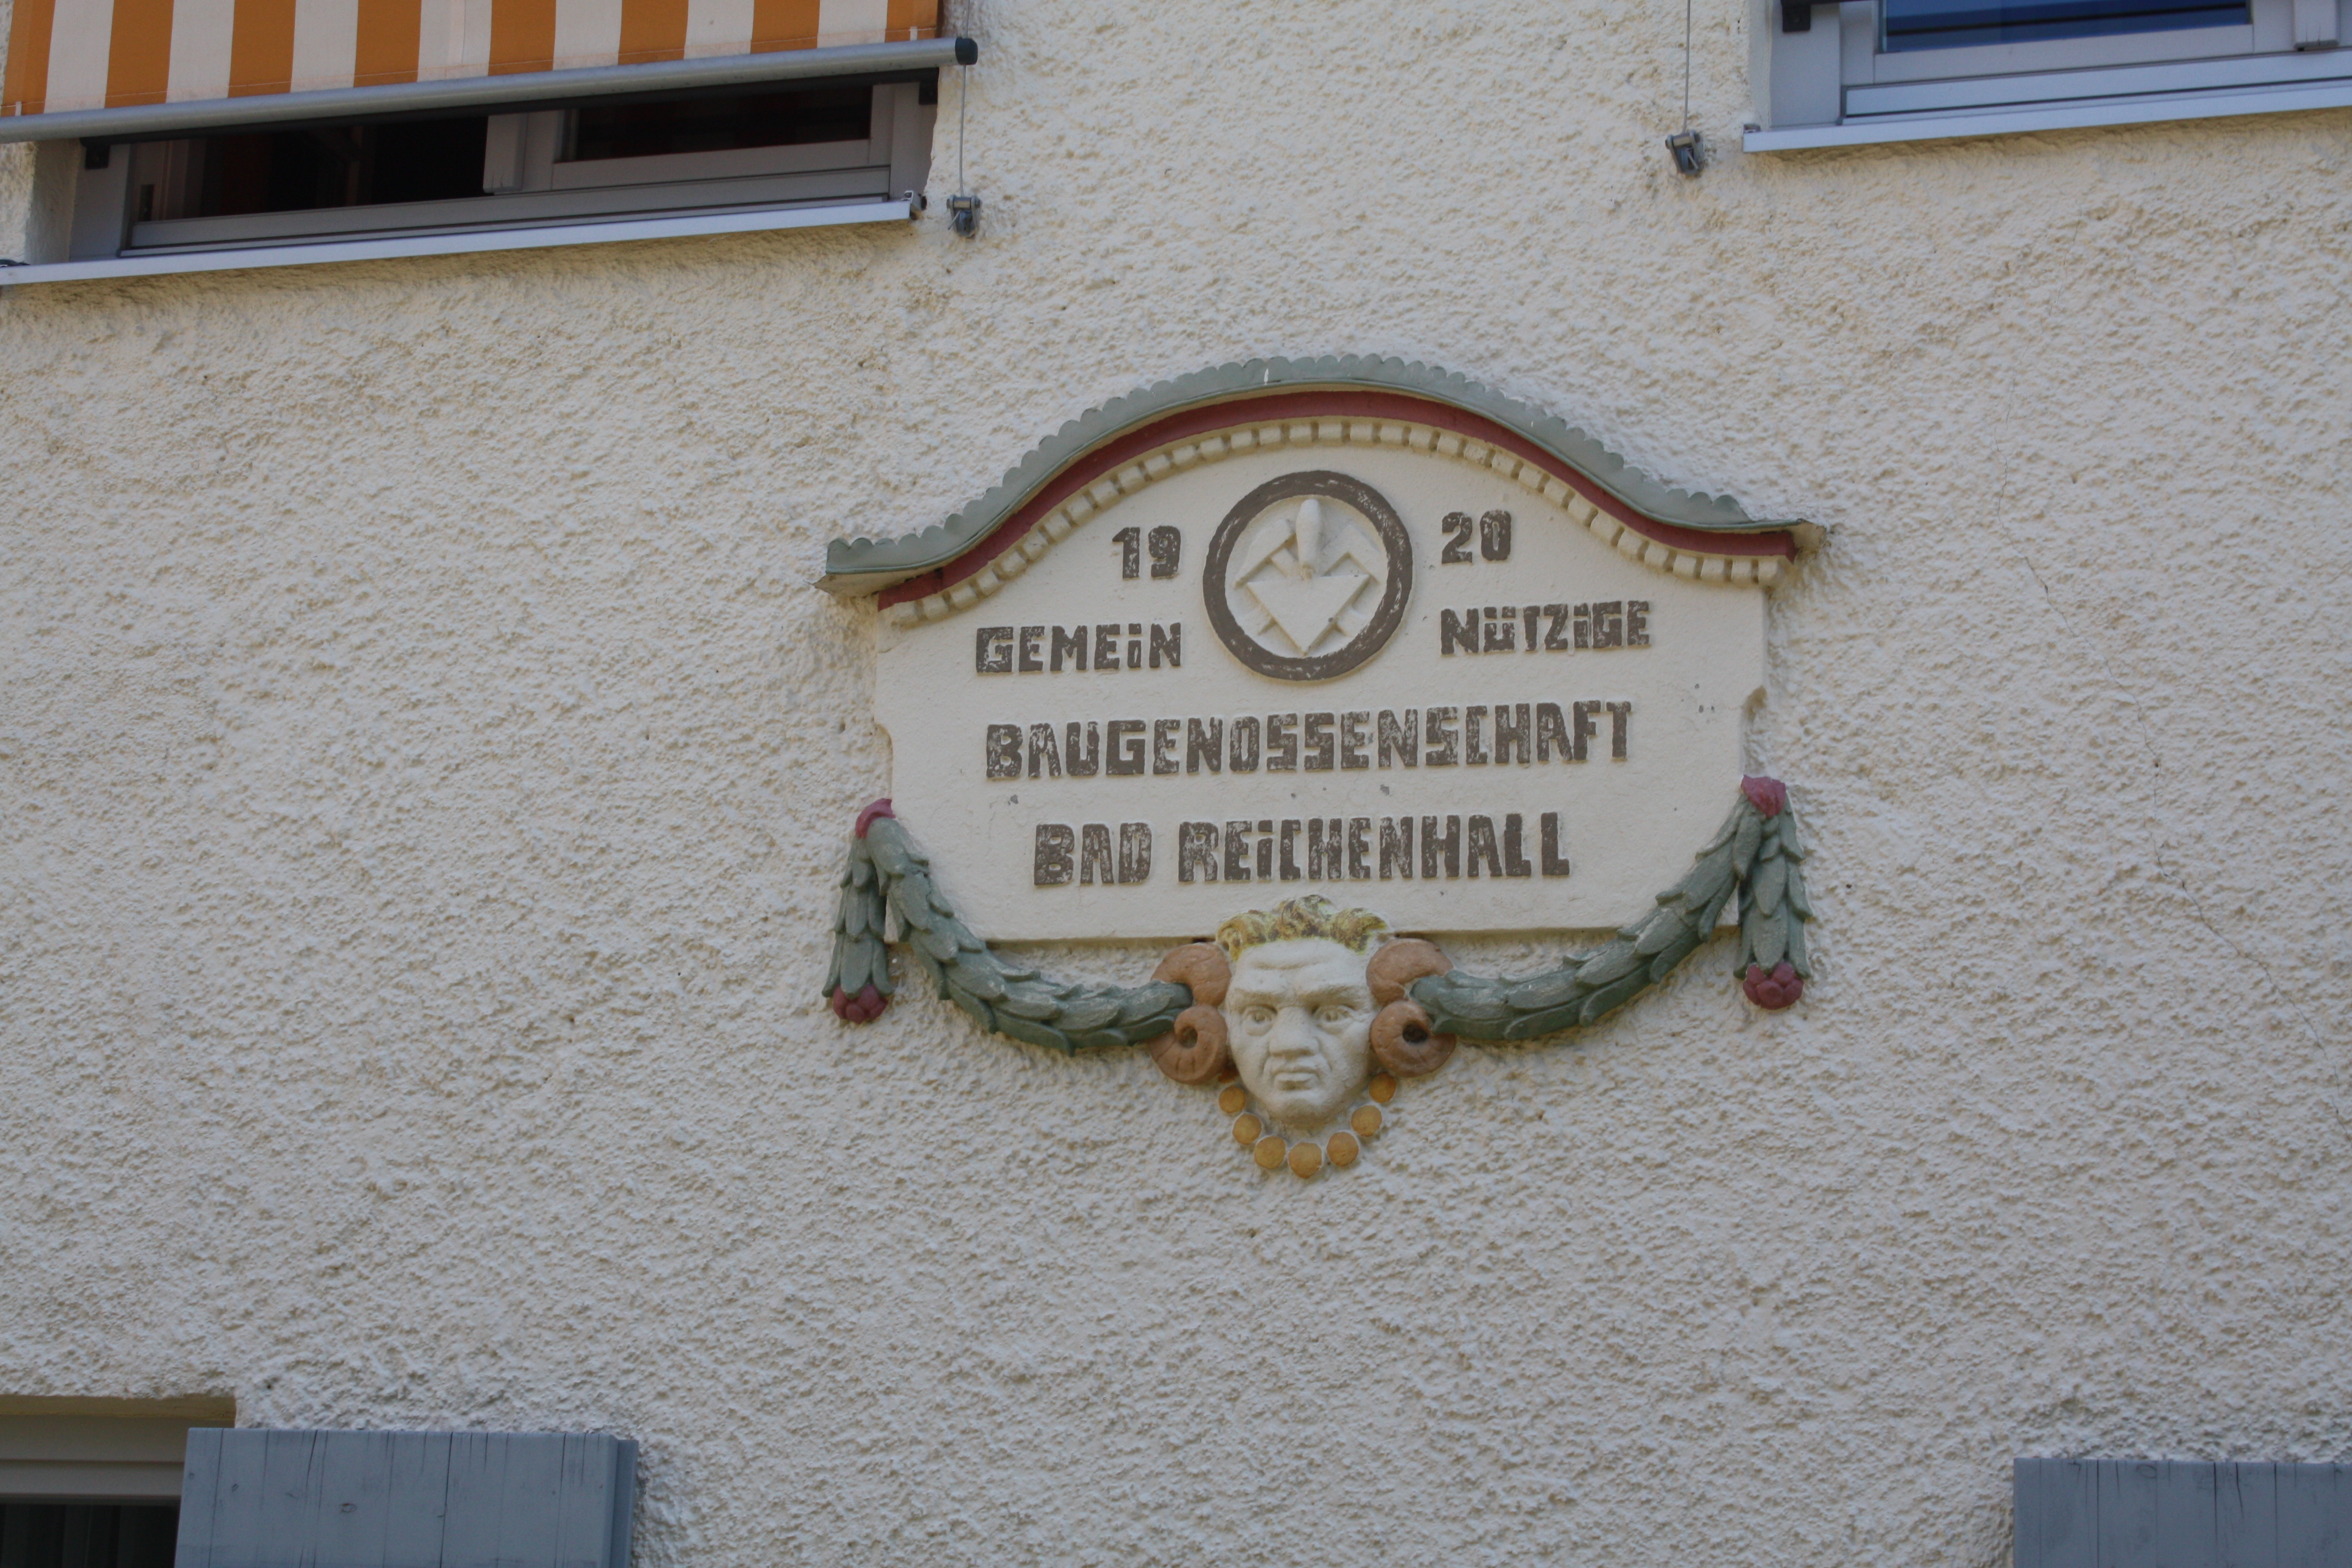 19 20
GEMEiN NÜTZiGE
BAUGENOSSENSCHAFT
BAD REiCHENHALL